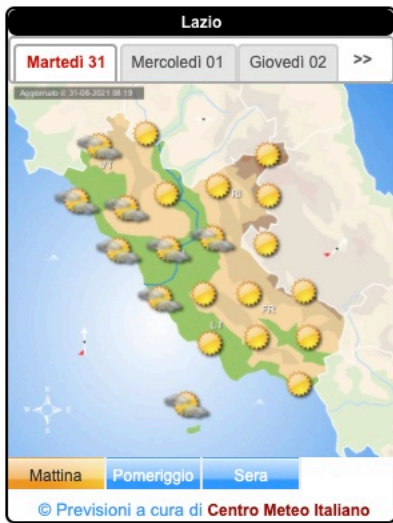 Lazio
Martedì 31 Mercoledì 01 Giovedì 02 >>
Aggiornato il: 31-08-2021 08:19
VT
RI
FR
LT
N
W E
S
Mattina Pomeriggio Sera
© Previsioni a cura di Centro Meteo Italiano